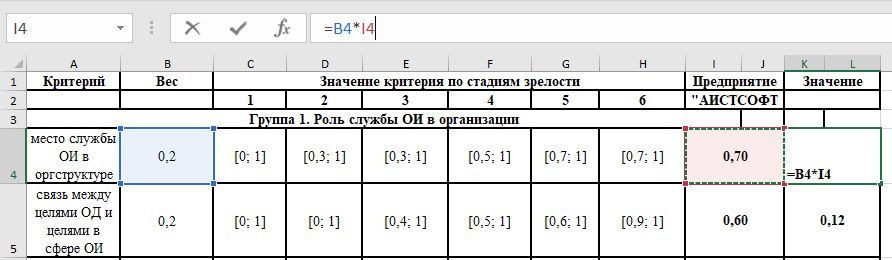 I4 =B4*I4
A B C D E F G H I J K L
1 Критерий Вес Значение критерия по стадиям зрелости Предприятие Значение
2 1 2 3 4 5 6 "АИСТСОФТ
3 Группа 1. Роль службы ОИ в организации
место службы
ОИ в
оргструктуре
4 0,2 [0; 1] [0,3; 1] [0,3; 1] [0,5; 1] [0,7; 1] [0,7; 1] 0,70 =B4*I4
связь между
целями ОД и
целями в
сфере ОИ
5 0,2 [0; 1] [0; 1] [0,4; 1] [0,5; 1] [0,6; 1] [0,9; 1] 0,60 0,12